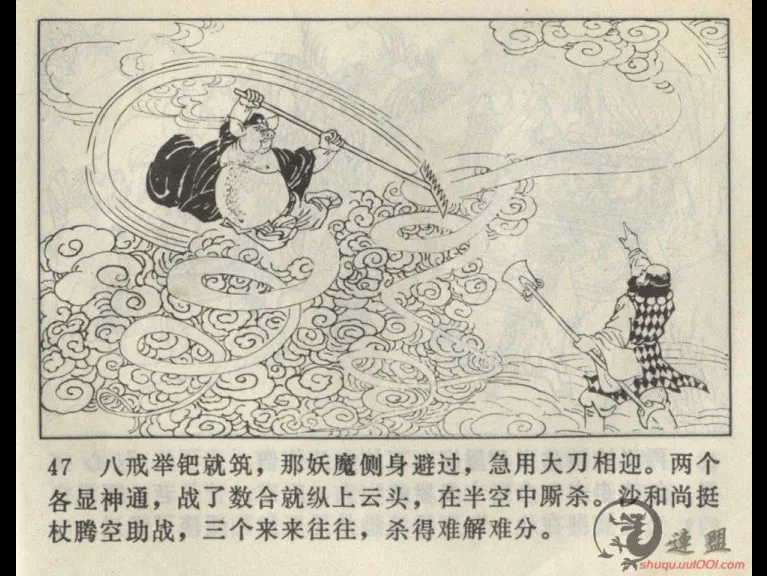 47 八戒举钯就筑，那妖魔侧身避过，急用大刀相迎。两个
各显神通，战了数合就纵上云头，在半空中厮杀。沙和尚挺
杖腾空助战，三个来来往往，杀得难解难分。
連盟
shuqu.uu1001.com